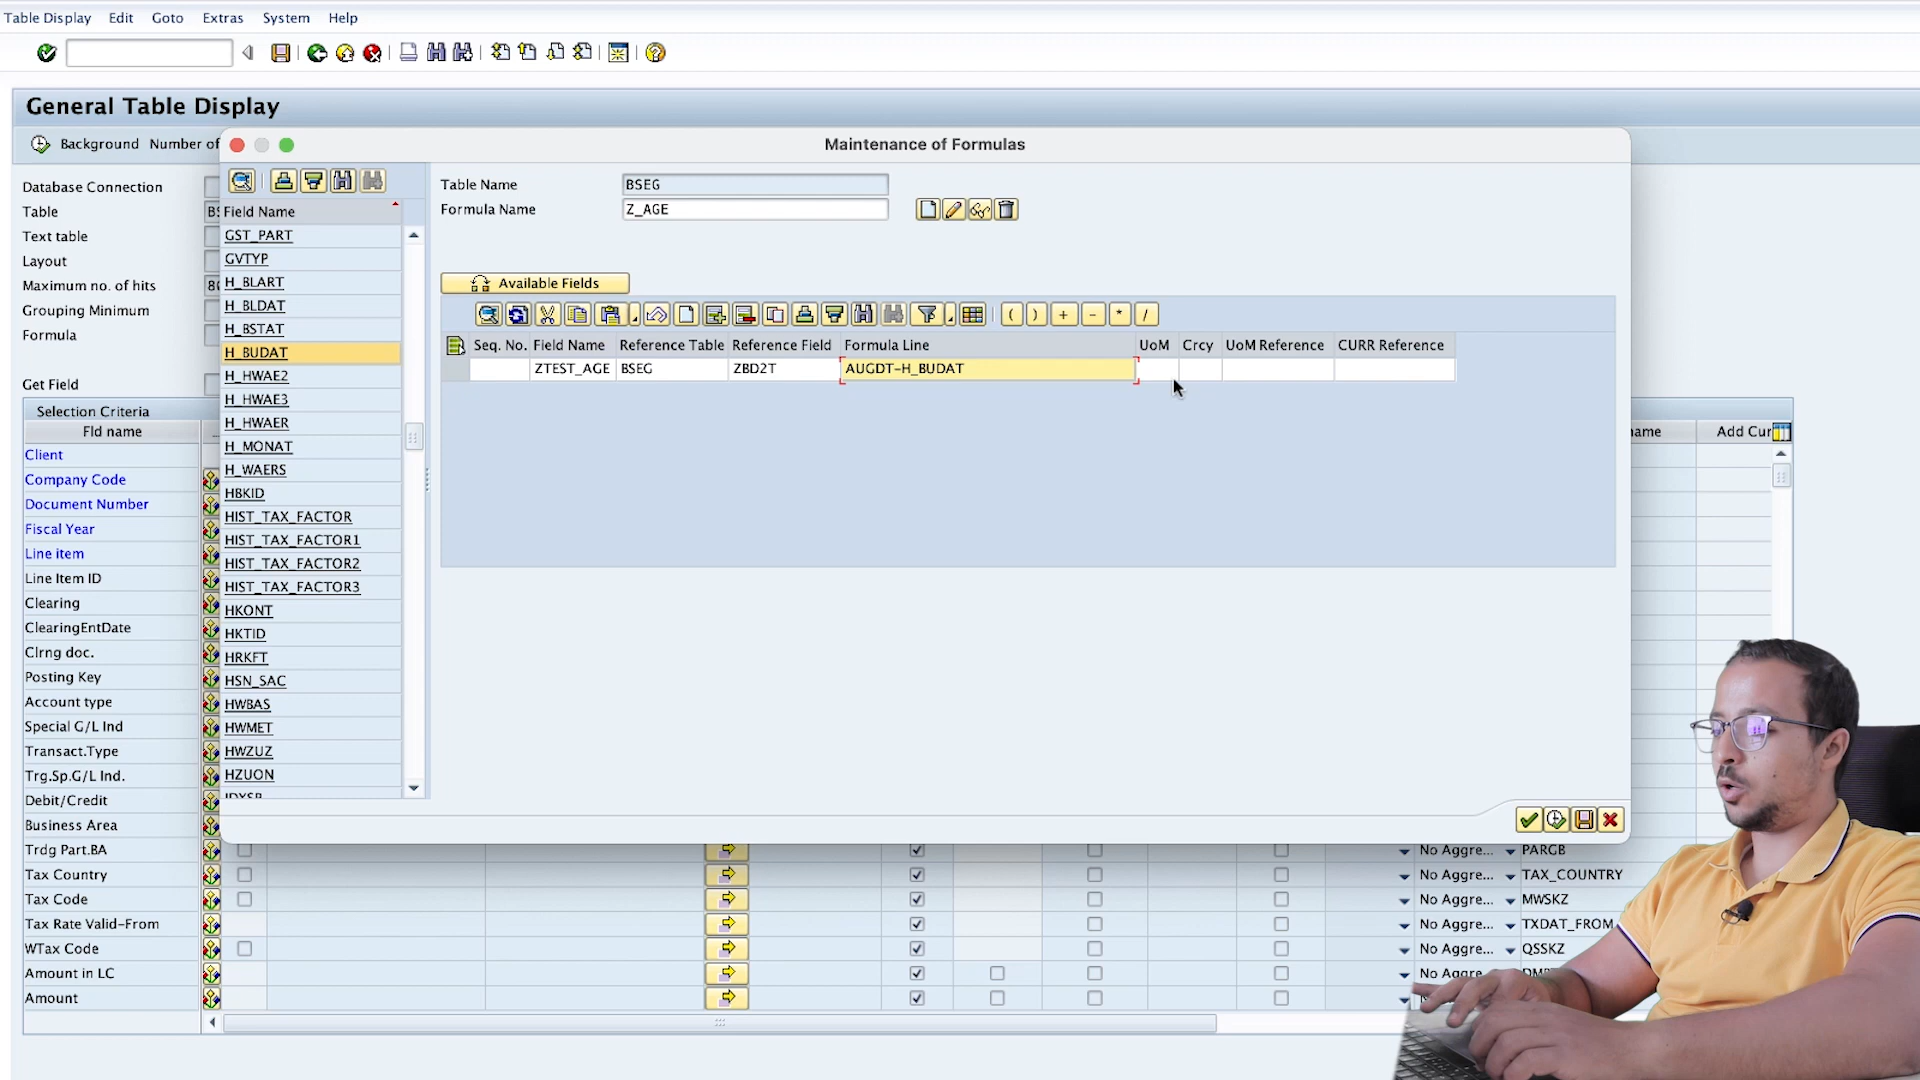 Table Display Edit Goto Extras System Help
General Table Display
Background Number of
Maintenance of Formulas
Database Connection
Table BS
Text table
Layout
Maximum no. of hits 80
Grouping Minimum
Formula
Get Field
Selection Criteria
Fld name
Client
Company Code
Document Number
Fiscal Year
Line item
Line Item ID
Clearing
ClearingEntDate
Clrng doc.
Posting Key
Account type
Special G/L Ind
Transact.Type
Trg.Sp.G/L Ind.
Debit/Credit
Business Area
Trdg Part.BA
Tax Country
Tax Code
Tax Rate Valid-From
WTax Code
Amount in LC
Amount
Field Name
GST_PART
GVTYP
H_BLART
H_BLDAT
H_BSTAT
H_BUDAT
H_HWAE2
H_HWAE3
H_HWAER
H_MONAT
H_WAERS
HBKID
HIST_TAX_FACTOR
HIST_TAX_FACTOR1
HIST_TAX_FACTOR2
HIST_TAX_FACTOR3
HKONT
HKTID
HRKFT
HSN_SAC
HWBAS
HWMET
HWZUZ
HZUON
Table Name BSEG
Formula Name Z_AGE
Available Fields
( ) + - * /
Seq. No. Field Name Reference Table Reference Field Formula Line UoM Crcy UoM Reference CURR Reference
ZTEST_AGE BSEG ZBD2T AUGDT-H_BUDAT
name Add Cur
No Aggre... PARGB
No Aggre... TAX_COUNTRY
No Aggre... MWSKZ
No Aggre... TXDAT_FROM
No Aggre... QSSKZ
No Aggre...